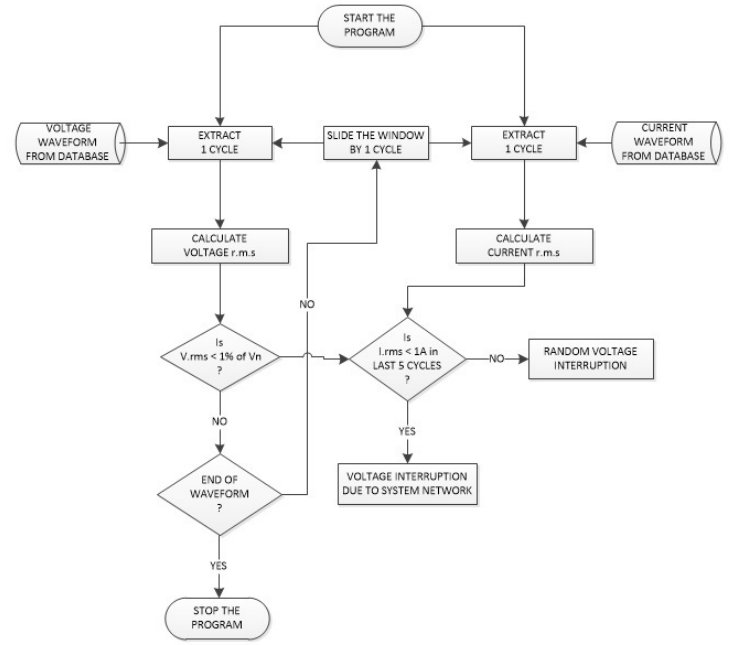 START THE
PROGRAM
VOLTAGE
WAVEFORM
FROM DATABASE
EXTRACT
1 CYCLE
SLIDE THE WINDOW
BY 1 CYCLE
EXTRACT
1 CYCLE
CURRENT
WAVEFORM
FROM DATABASE
CALCULATE
VOLTAGE r.m.s
CALCULATE
CURRENT r.m.s
NO
Is
V.rms < 1% of Vn
?
Is
I.rms < 1A in
LAST 5 CYCLES
?
NO
RANDOM VOLTAGE
INTERRUPTION
NO
YES
END OF
WAVEFORM
?
VOLTAGE INTERRUPTION
DUE TO SYSTEM NETWORK
YES
STOP THE
PROGRAM